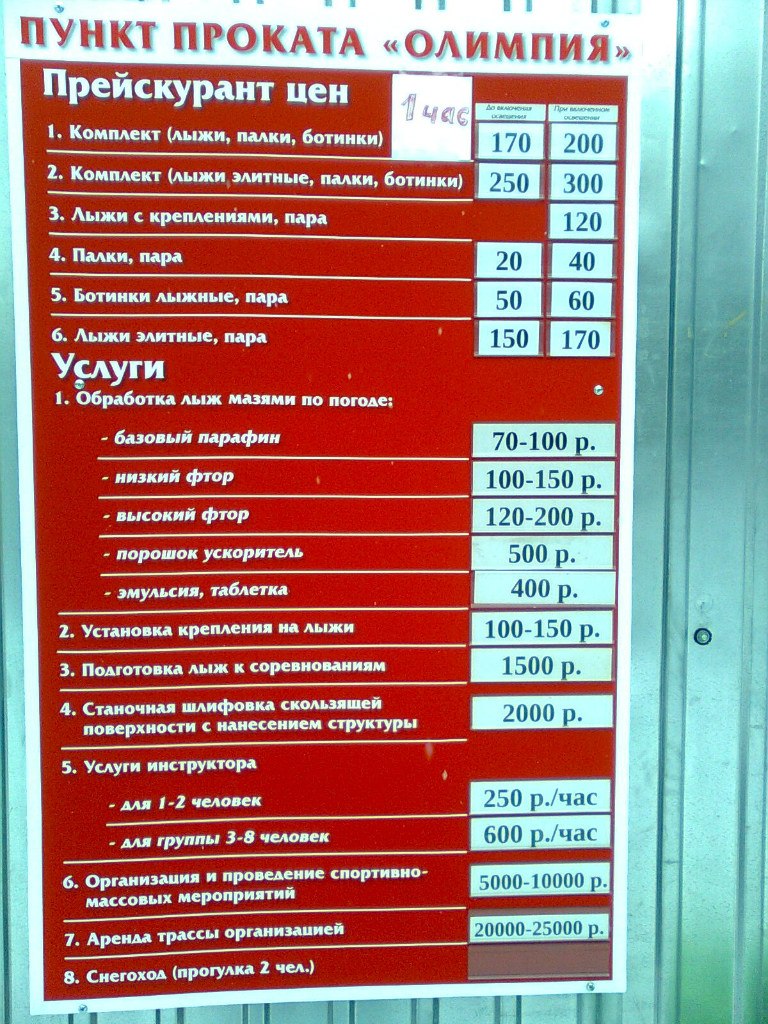 ПУНКТ ПРОКАТА «ОЛИМПИЯ»
Прейскурант цен
1 час
До включения освещения
При включенном освещении
1. Комплект (лыжи, палки, ботинки) 170 200
2. Комплект (лыжи элитные, палки, ботинки) 250 300
3. Лыжи с креплениями, пара 120
4. Палки, пара 20 40
5. Ботинки лыжные, пара 50 60
6. Лыжи элитные, пара 150 170
Услуги
1. Обработка лыж мазями по погоде:
- базовый парафин 70-100 р.
- низкий фтор 100-150 р.
- высокий фтор 120-200 р.
- порошок ускоритель 500 р.
- эмульсия, таблетка 400 р.
2. Установка крепления на лыжи 100-150 р.
3. Подготовка лыж к соревнованиям 1500 р.
4. Станочная шлифовка скользящей
поверхности с нанесением структуры 2000 р.
5. Услуги инструктора
- для 1-2 человек 250 р./час
- для группы 3-8 человек 600 р./час
6. Организация и проведение спортивно-
массовых мероприятий 5000-10000 р.
7. Аренда трассы организацией 20000-25000 р.
8. Снегоход (прогулка 2 чел.)